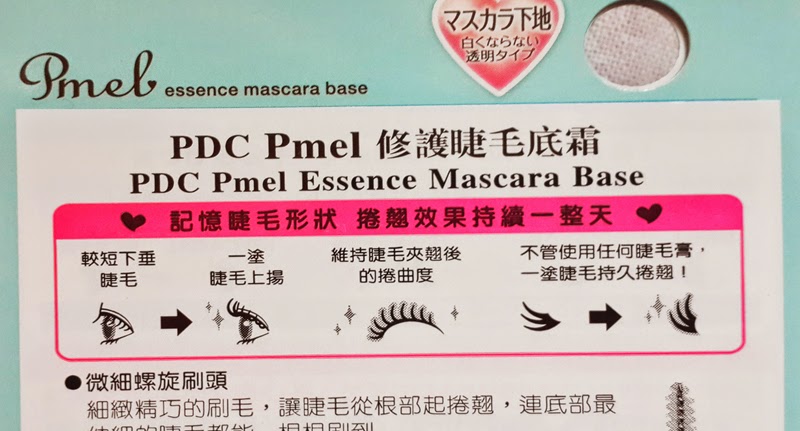 マスカラ下地
白くならない
透明タイプ
Pmel essence mascara base
PDC Pmel 修護睫毛底霜
PDC Pmel Essence Mascara Base
記憶睫毛形狀 捲翹效果持續一整天
較短下垂
睫毛
一塗
睫毛上揚
維持睫毛夾翹後
的捲曲度
不管使用任何睫毛膏，
一塗睫毛持久捲翹！
●微細螺旋刷頭
細緻精巧的刷毛，讓睫毛從根部起捲翹，連底部最